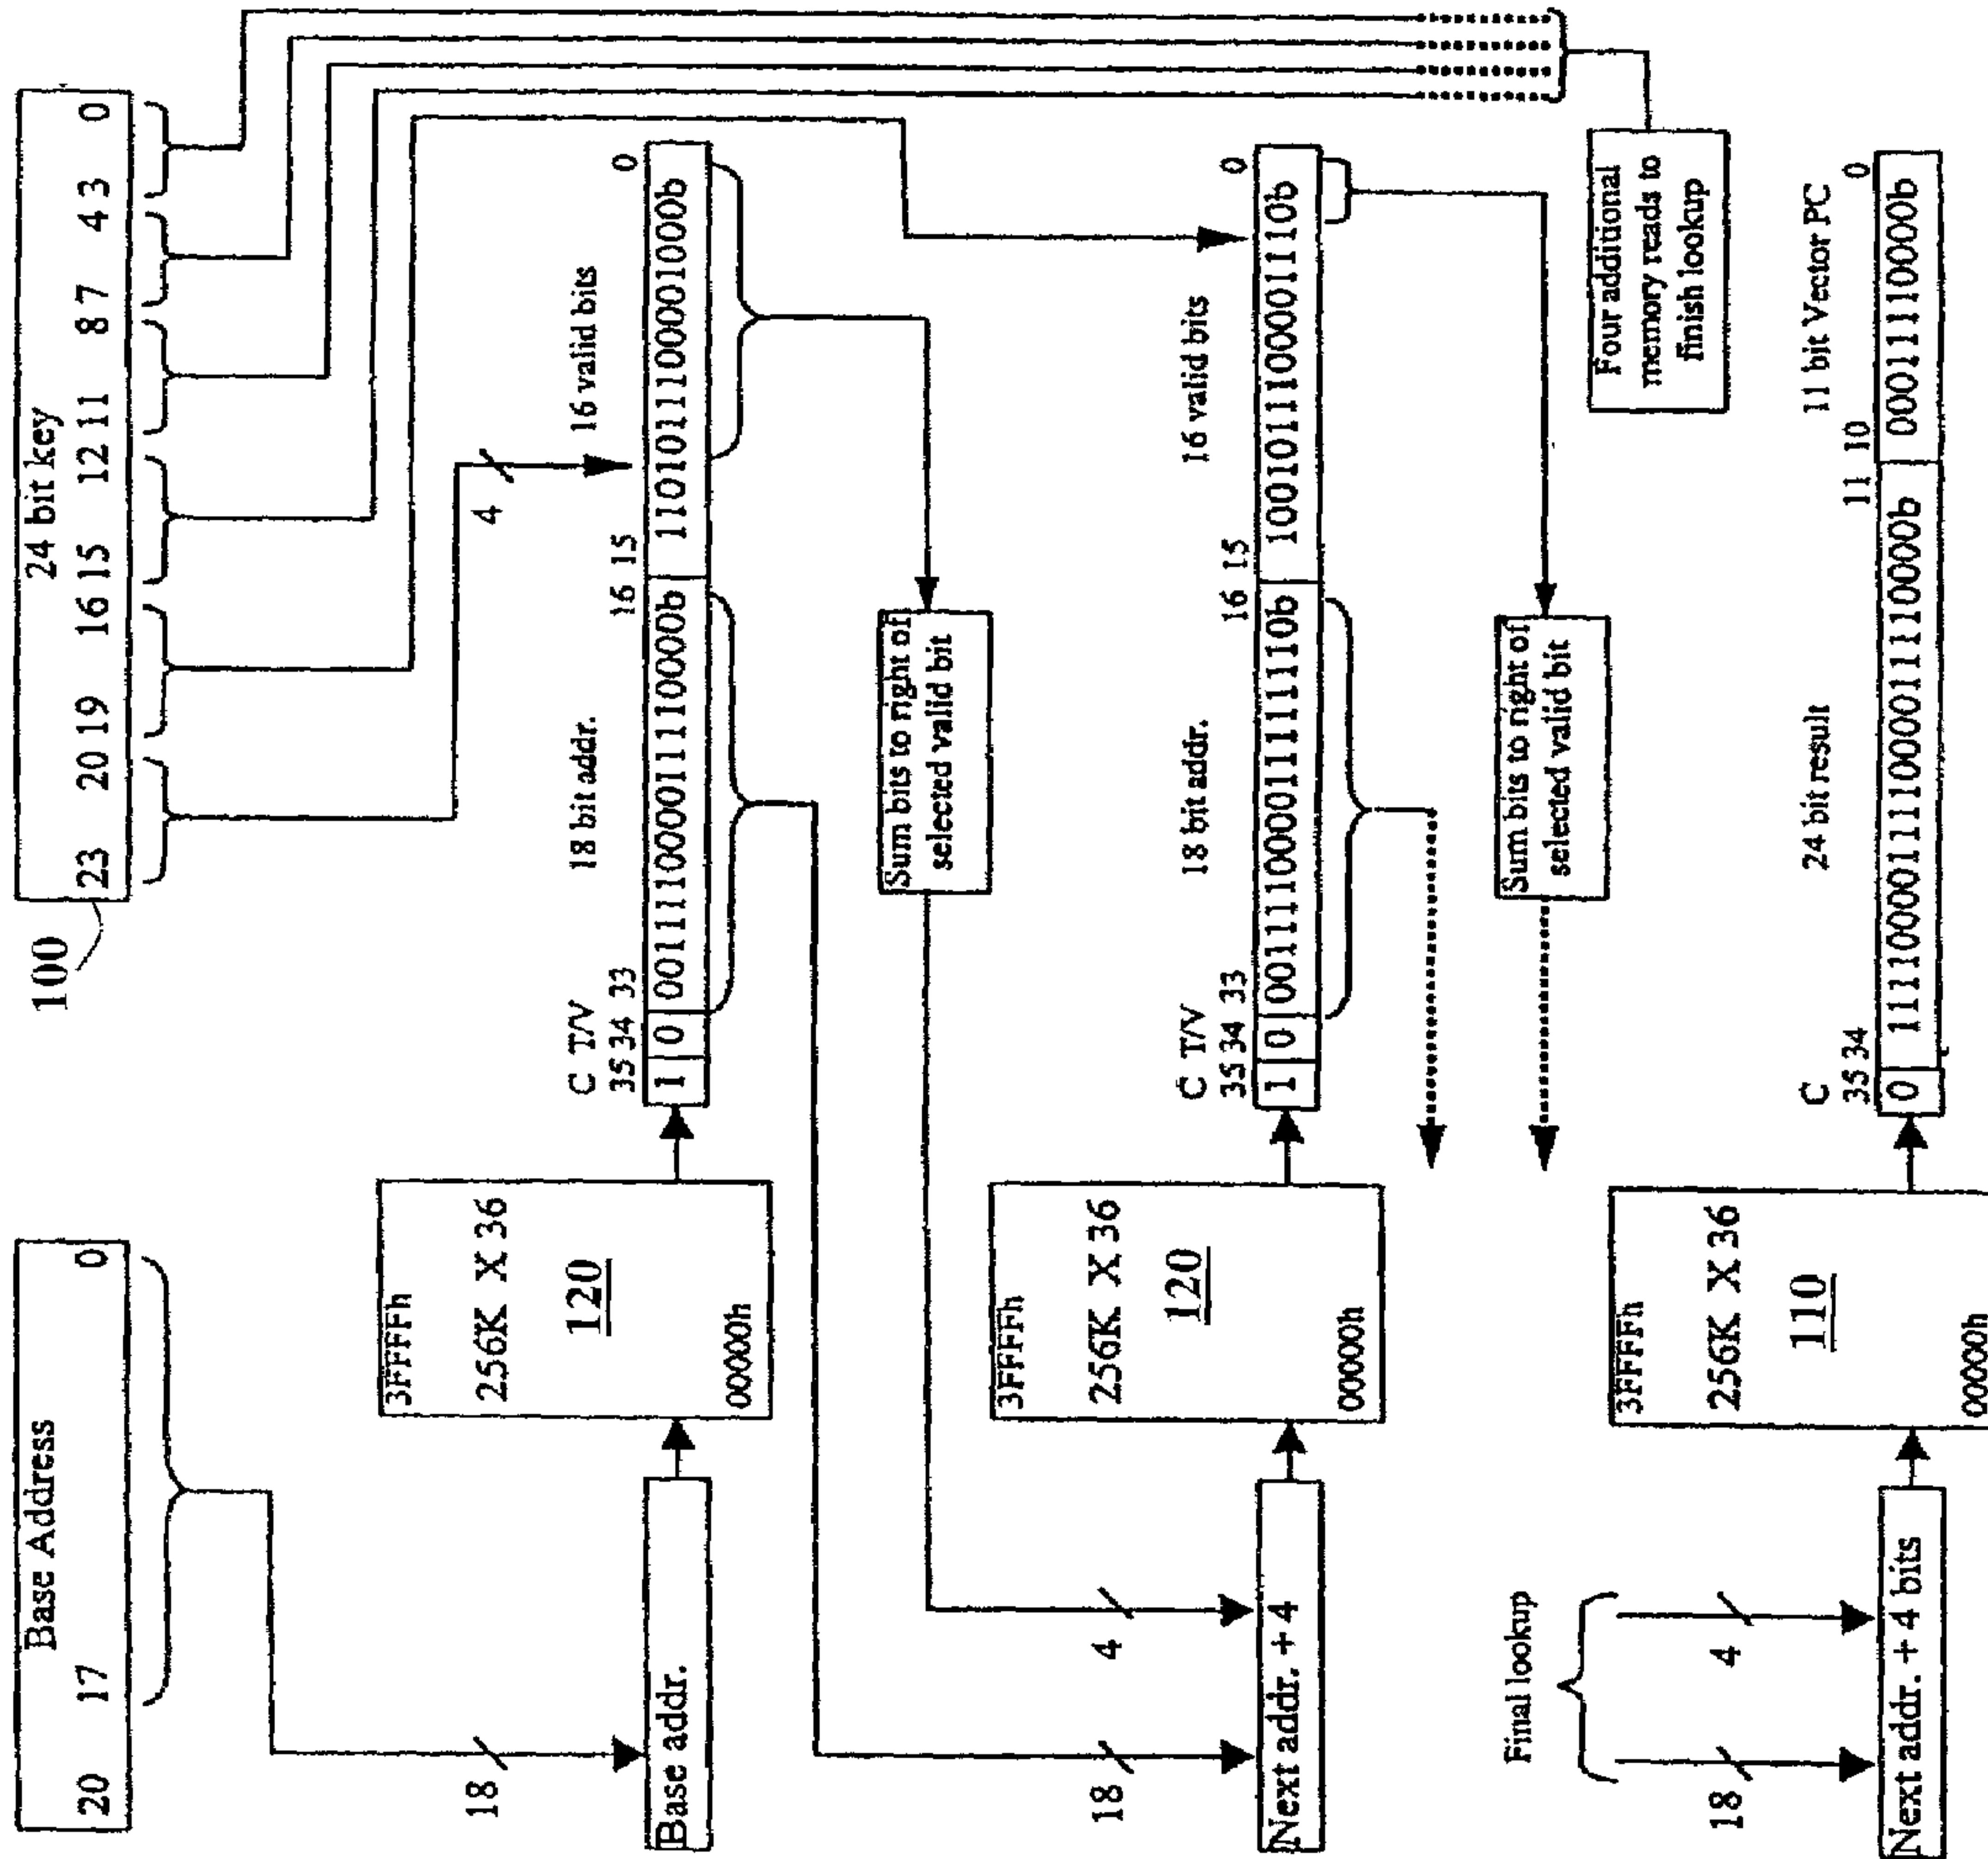 Base Address
20 17 0
24 bit key
23 20 19 16 15 12 11 8 7 4 3 0
100
18
4
3FFFFh
256K X 36
120
00000h
C T/V
18 bit addr.
16 valid bits
35 34 33
16 15
0
Base addr.
1 0 001111000011110000b 1101011100001000b
Sum bits to right of
selected valid bit
18
4
3FFFFh
256K X 36
120
00000h
C T/V
18 bit addr.
16 valid bits
35 34 33
16 15
0
Next addr. + 4
1 0 001111000011111110b 1001011100001110b
Sum bits to right of
selected valid bit
Final lookup
18
4
Four additional
memory reads to
finish lookup
3FFFFh
256K X 36
110
00000h
C
24 bit result
11 bit Vector PC
35 34
11 10
0
Next addr. + 4 bits
0 111100001111000011110000b 00011110000b